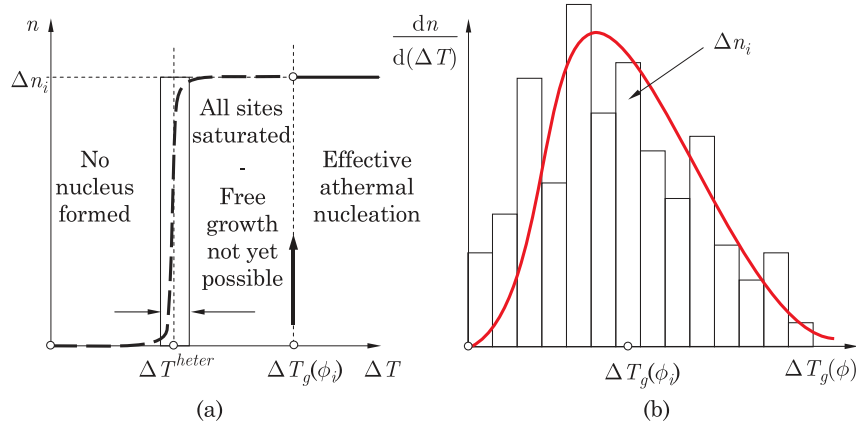 n
Δn_i
No
nucleus
formed
All sites
saturated
-
Free
growth
not yet
possible
Effective
athermal
nucleation
ΔT^heter
ΔT_g(ϕ_i)
ΔT
(a)
dn
d(ΔT)
Δn_i
ΔT_g(ϕ_i)
ΔT_g(ϕ)
(b)